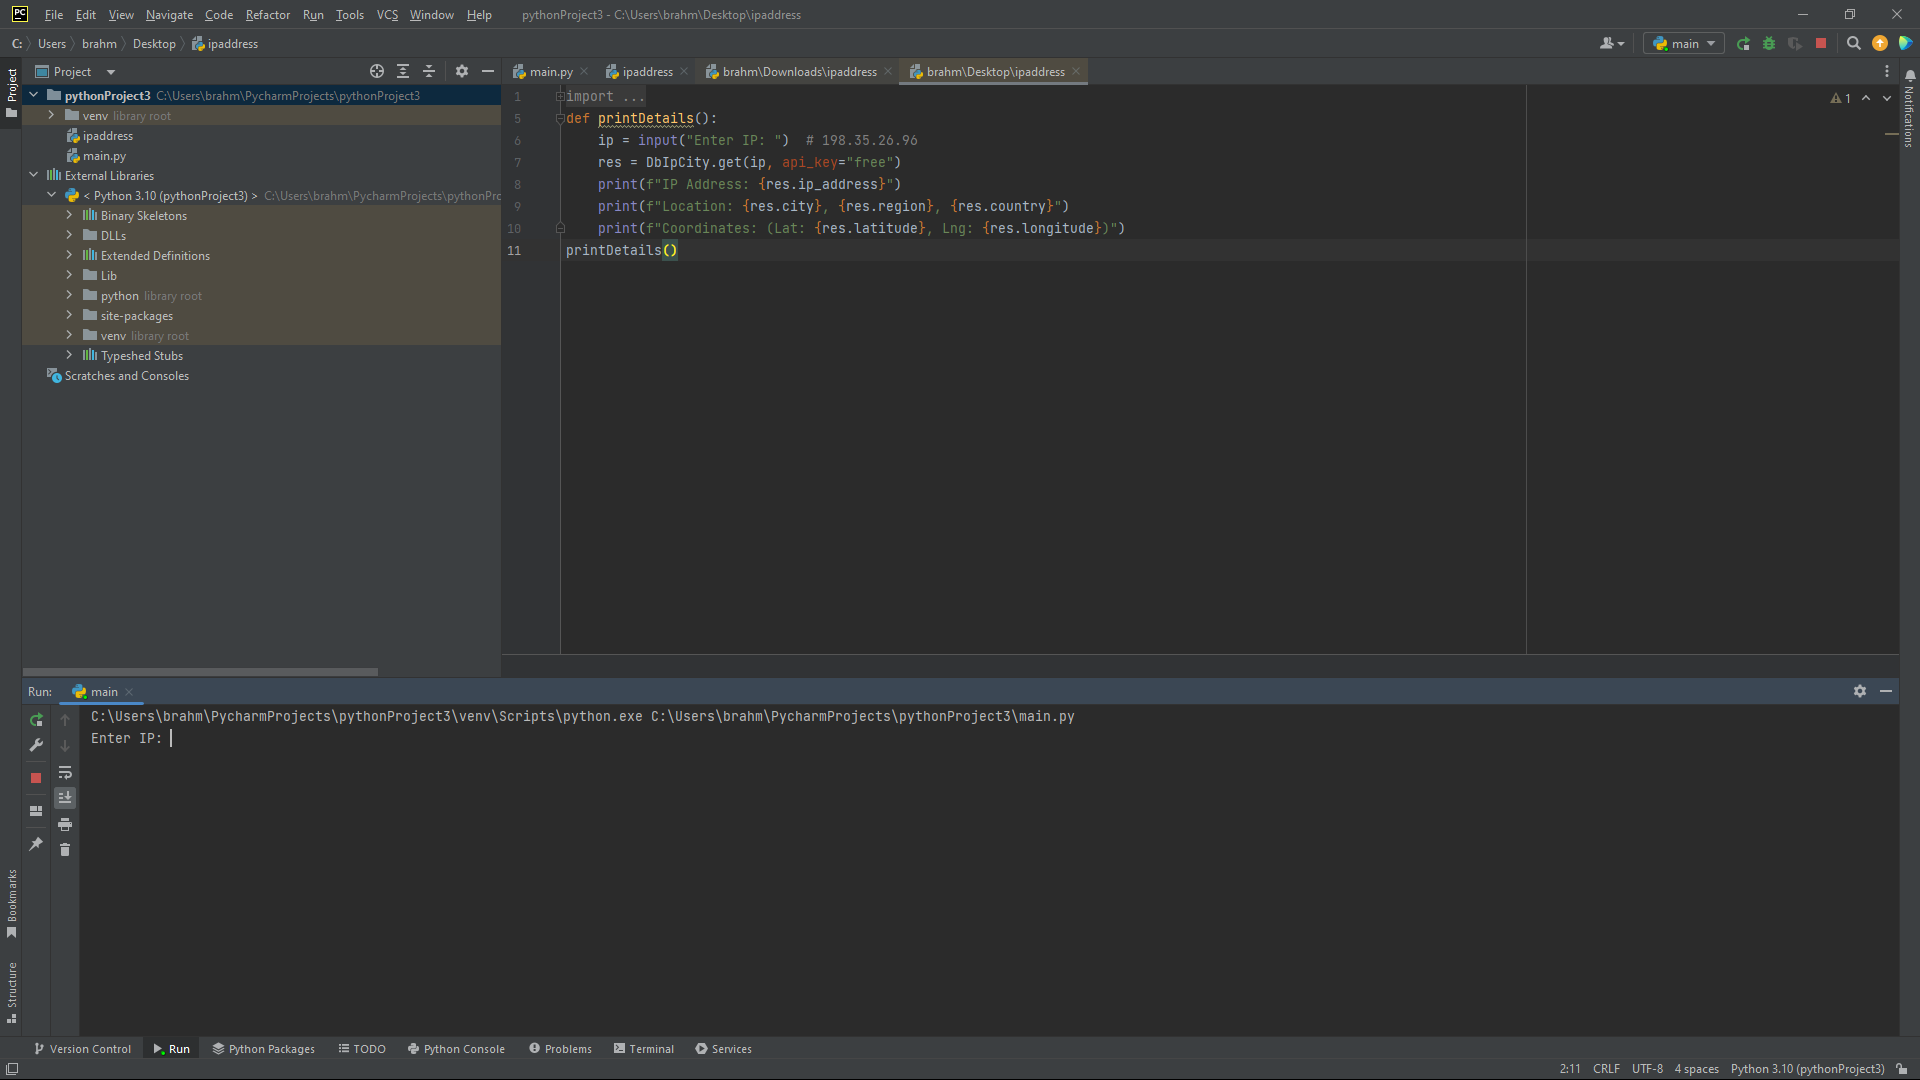 PC File Edit View Navigate Code Refactor Run Tools VCS Window Help pythonProject3 - C:\Users\brahm\Desktop\ipaddress
C: Users brahm Desktop ipaddress main
Project
main.py ipaddress brahm\Downloads\ipaddress brahm\Desktop\ipaddress
Project
Notifications
pythonProject3 C:\Users\brahm\PycharmProjects\pythonProject3
venv library root
ipaddress
main.py
External Libraries
< Python 3.10 (pythonProject3) > C:\Users\brahm\PycharmProjects\pythonPro
Binary Skeletons
DLLs
Extended Definitions
Lib
python library root
site-packages
venv library root
Typeshed Stubs
Scratches and Consoles
1 import ...
1
5 def printDetails():
6 ip = input("Enter IP: ") # 198.35.26.96
7 res = DbIpCity.get(ip, api_key="free")
8 print(f"IP Address: {res.ip_address}")
9 print(f"Location: {res.city}, {res.region}, {res.country}")
10 print(f"Coordinates: (Lat: {res.latitude}, Lng: {res.longitude})")
11 printDetails()
Run: main
C:\Users\brahm\PycharmProjects\pythonProject3\venv\Scripts\python.exe C:\Users\brahm\PycharmProjects\pythonProject3\main.py
Enter IP:
Bookmarks
Structure
Version Control Run Python Packages TODO Python Console Problems Terminal Services
2:11 CRLF UTF-8 4 spaces Python 3.10 (pythonProject3)